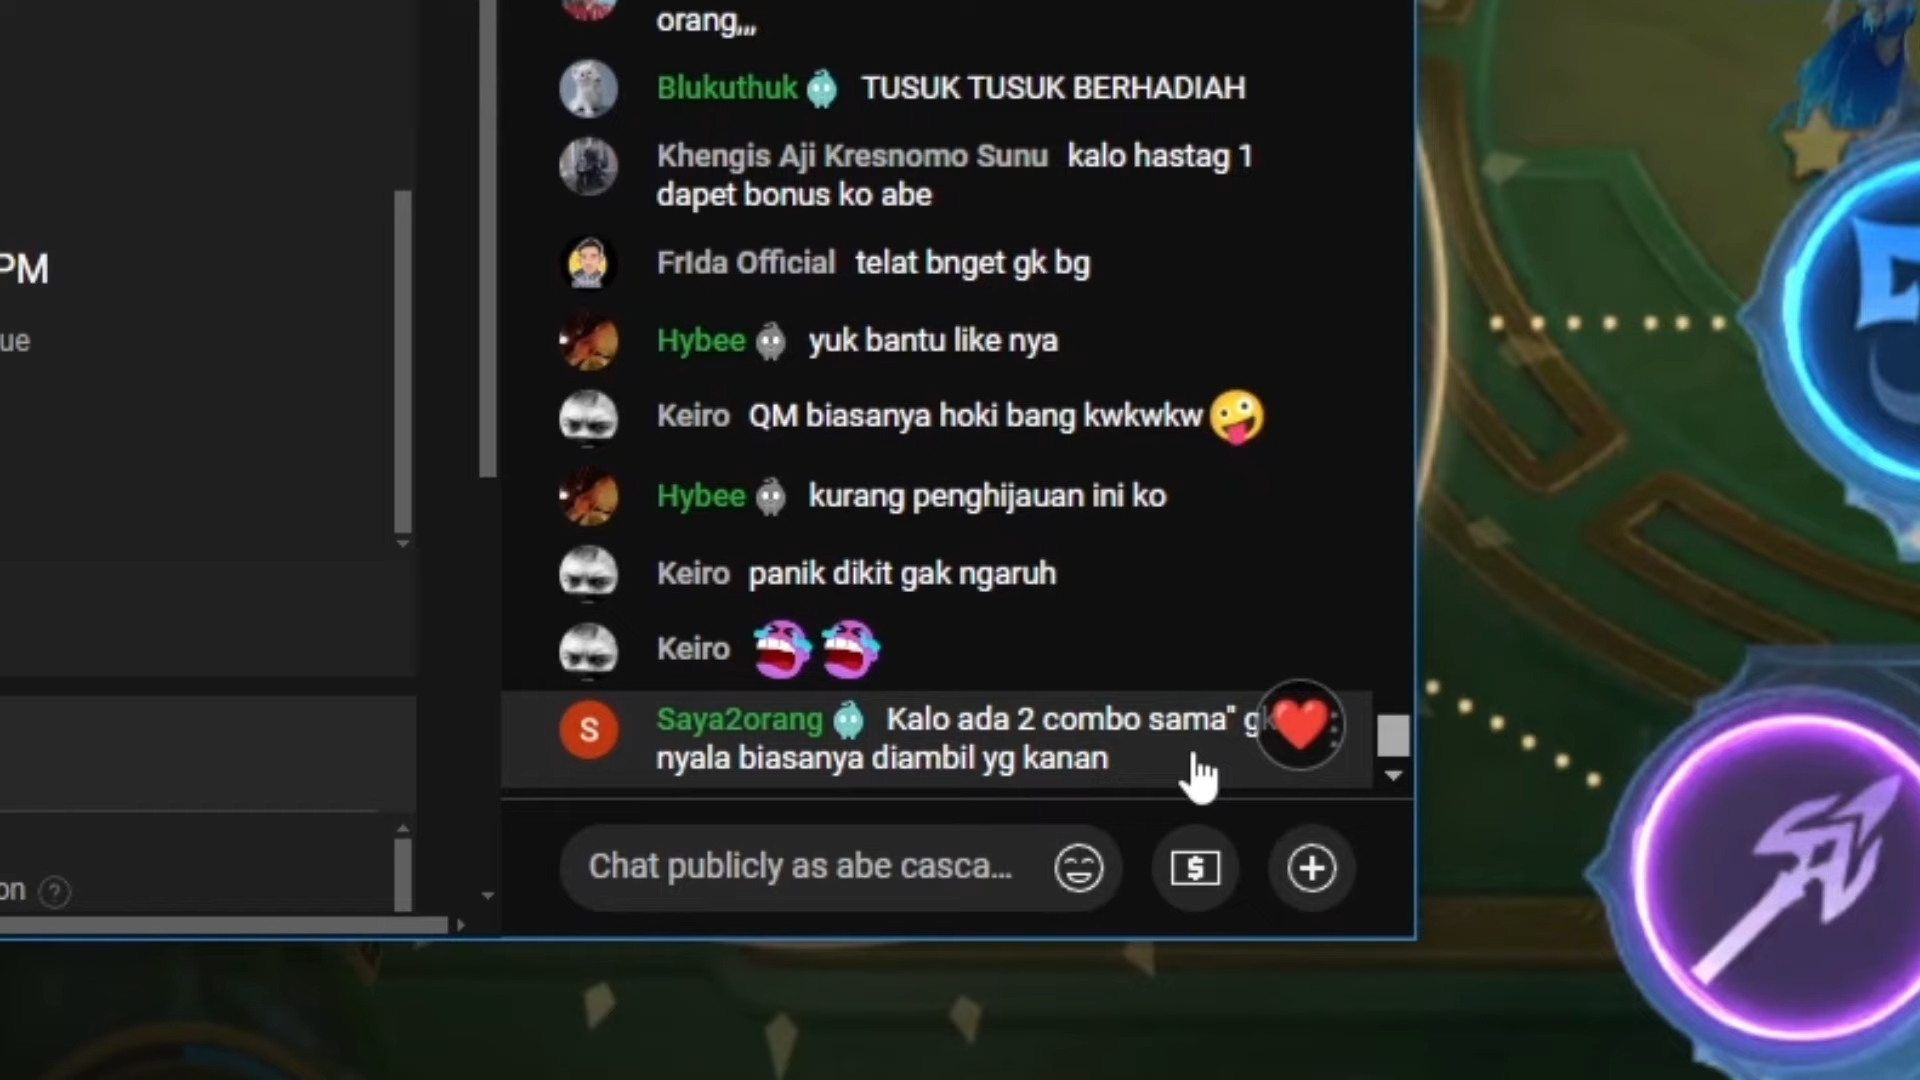 orang,,,
Blukuthuk TUSUK TUSUK BERHADIAH
Khengis Aji Kresnomo Sunu kalo hastag 1
dapet bonus ko abe
PM
FrIda Official telat bnget gk bg
ue
Hybee yuk bantu like nya
Keiro QM biasanya hoki bang kwkwkw
Hybee kurang penghijauan ini ko
Keiro panik dikit gak ngaruh
Keiro
S
Saya2orang Kalo ada 2 combo sama" gk
nyala biasanya diambil yg kanan
Chat publicly as abe casca...
on ?